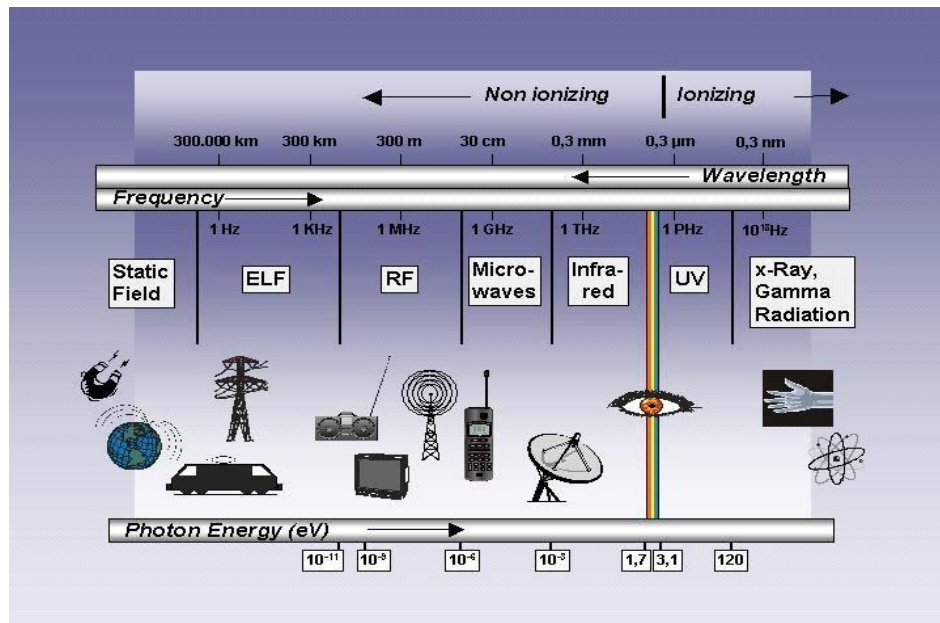 Non ionizing Ionizing
300.000 km 300 km 300 m 30 cm 0,3 mm 0,3 µm 0,3 nm
Wavelength
Frequency
1 Hz 1 KHz 1 MHz 1 GHz 1 THz 1 PHz 10¹⁸Hz
Static
Field
ELF
RF
Micro-
waves
Infra-
red
UV
x-Ray,
Gamma
Radiation
Photon Energy (eV)
10⁻¹¹ 10⁻⁹ 10⁻⁶ 10⁻³ 1,7 3,1 120